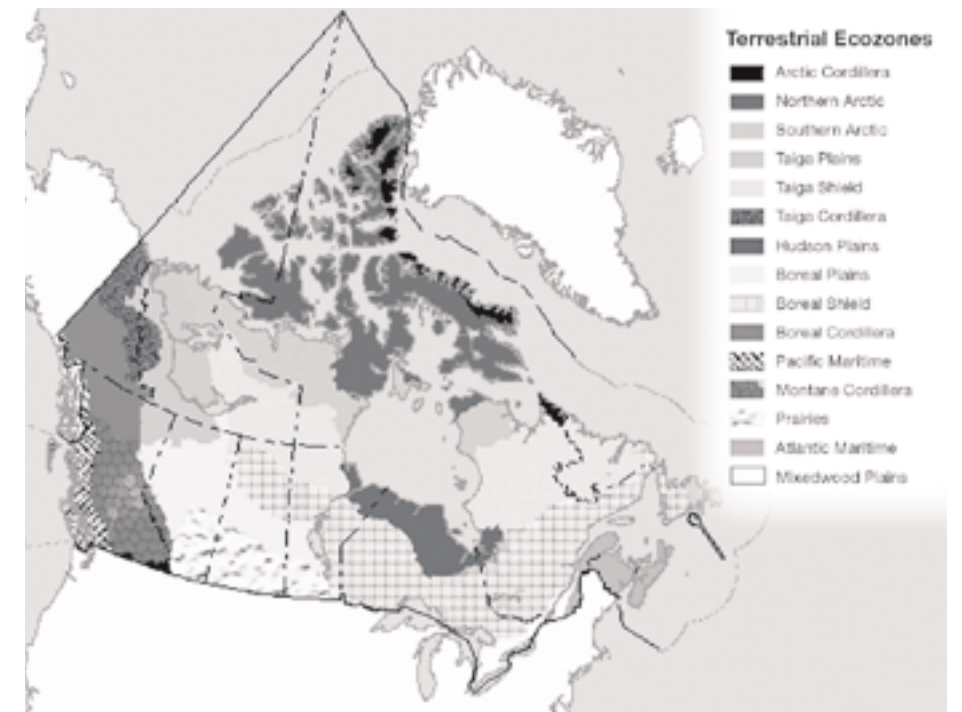 Terrestrial Ecozones
Arctic Cordillera
Northern Arctic
Southern Arctic
Taiga Plains
Taiga Shield
Taiga Cordillera
Hudson Plains
Boreal Plains
Boreal Shield
Boreal Cordillera
Pacific Maritime
Montane Cordillera
Prairies
Atlantic Maritime
Mixedwood Plains